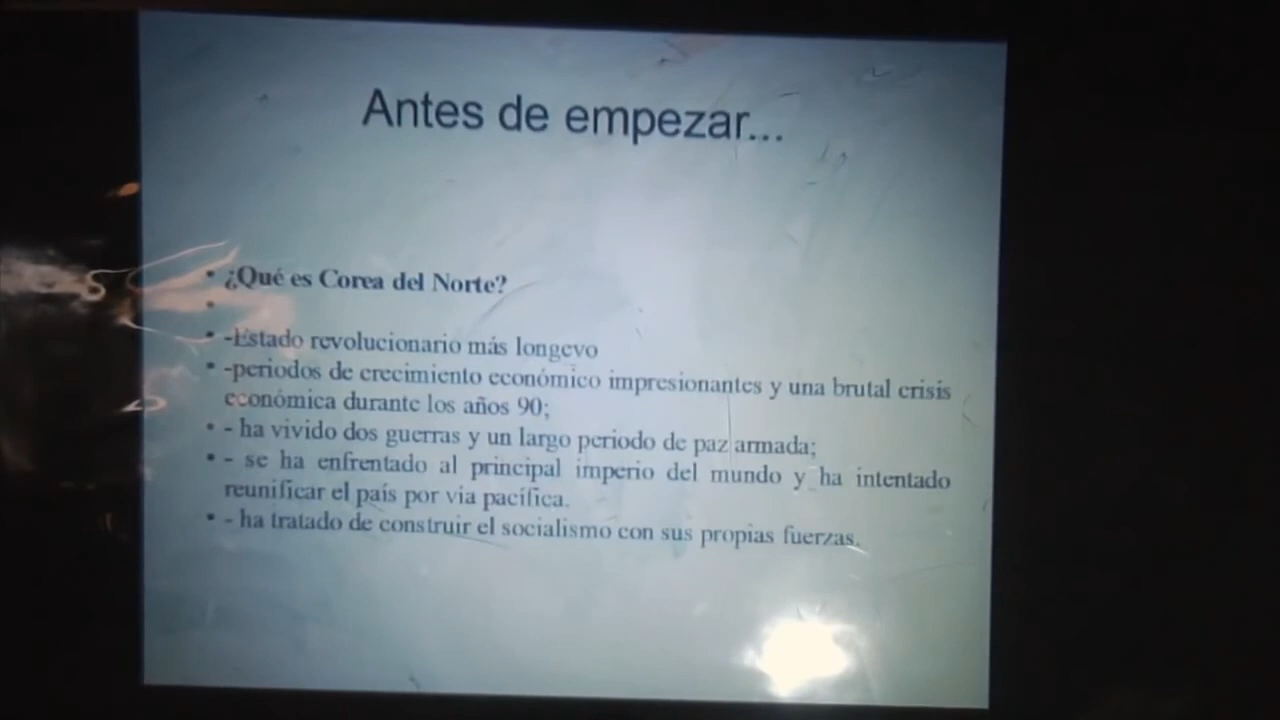 Antes de empezar...
• ¿Qué es Corea del Norte?
•
• -Estado revolucionario más longevo
• -periodos de crecimiento económico impresionantes y una brutal crisis
económica durante los años 90;
• - ha vivido dos guerras y un largo periodo de paz armada;
• - se ha enfrentado al principal imperio del mundo y ha intentado
reunificar el país por via pacífica.
• - ha tratado de construir el socialismo con sus propias fuerzas.